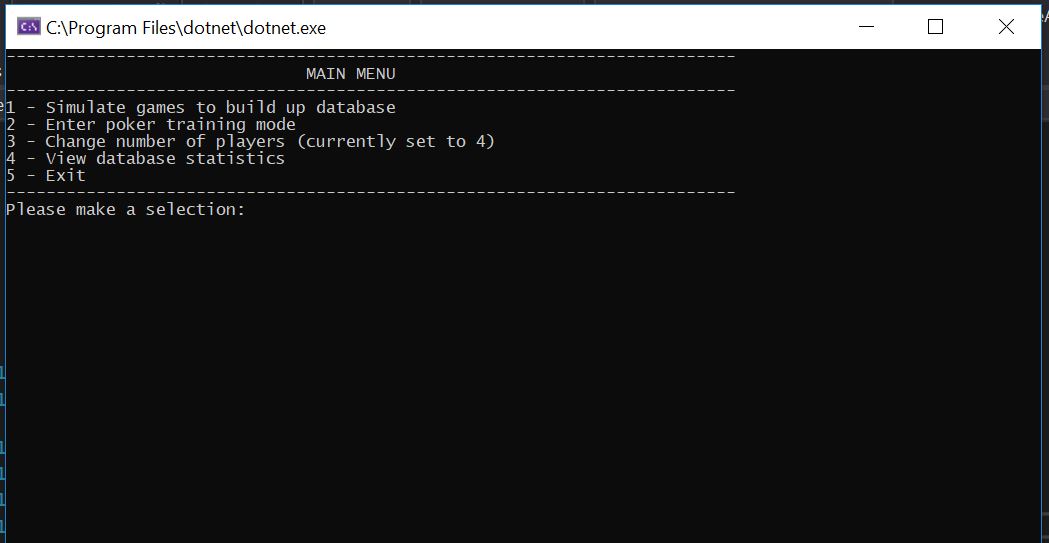 C:\Program Files\dotnet\dotnet.exe
-------------------------------------------------------------------------
MAIN MENU
-------------------------------------------------------------------------
1 - Simulate games to build up database
2 - Enter poker training mode
3 - Change number of players (currently set to 4)
4 - View database statistics
5 - Exit
-------------------------------------------------------------------------
Please make a selection: